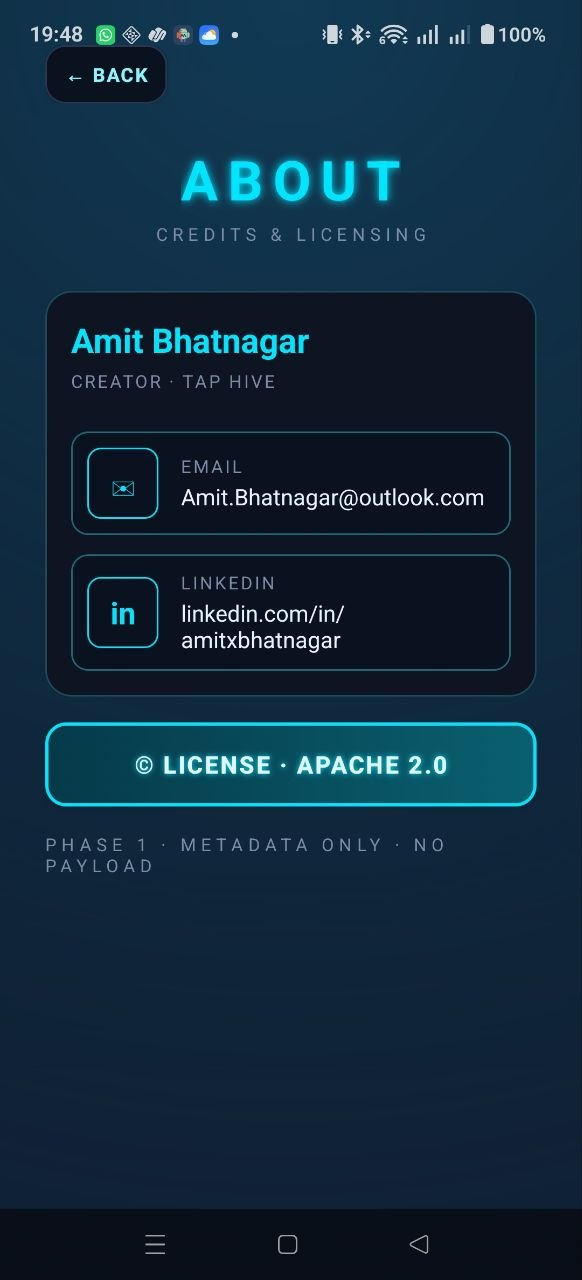 19:48
100%
← BACK
ABOUT
CREDITS & LICENSING
Amit Bhatnagar
CREATOR · TAP HIVE
EMAIL
Amit.Bhatnagar@outlook.com
in
LINKEDIN
linkedin.com/in/
amitxbhatnagar
© LICENSE · APACHE 2.0
PHASE 1 · METADATA ONLY · NO
PAYLOAD